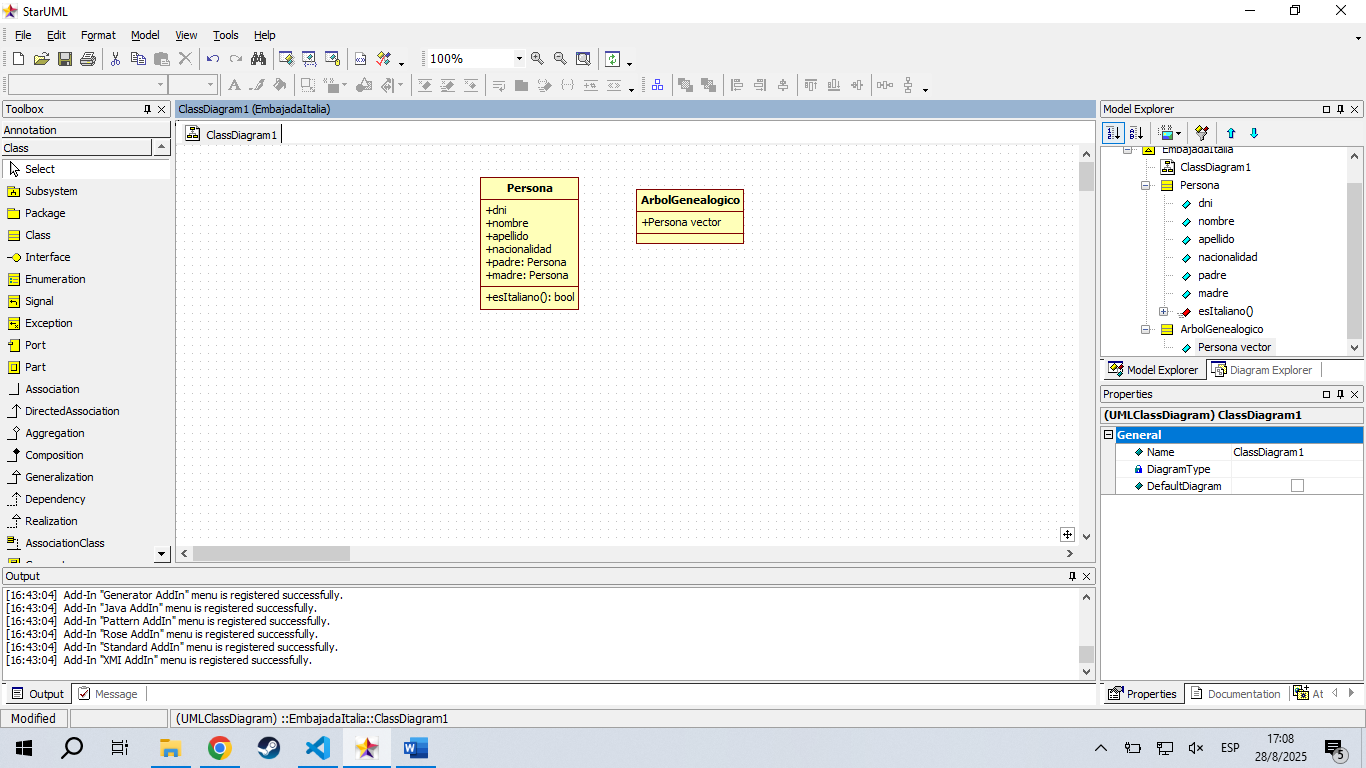 StarUML
File Edit Format Model View Tools Help
100%
Toolbox
Annotation
Class
Select
Subsystem
Package
Class
Interface
Enumeration
Signal
Exception
Port
Part
Association
DirectedAssociation
Aggregation
Composition
Generalization
Dependency
Realization
AssociationClass
ClassDiagram1 (EmbajadaItalia)
ClassDiagram1
Persona
+dni
+nombre
+apellido
+nacionalidad
+padre: Persona
+madre: Persona
+esItaliano(): bool
ArbolGenealogico
+Persona vector
Model Explorer
EmbajadaItalia
ClassDiagram1
Persona
dni
nombre
apellido
nacionalidad
padre
madre
esItaliano()
ArbolGenealogico
Persona vector
Model Explorer Diagram Explorer
Properties
(UMLClassDiagram) ClassDiagram1
General
Name ClassDiagram1
DiagramType
DefaultDiagram
Properties Documentation At
Output
[16:43:04] Add-In "Generator AddIn" menu is registered successfully.
[16:43:04] Add-In "Java AddIn" menu is registered successfully.
[16:43:04] Add-In "Pattern AddIn" menu is registered successfully.
[16:43:04] Add-In "Rose AddIn" menu is registered successfully.
[16:43:04] Add-In "Standard AddIn" menu is registered successfully.
[16:43:04] Add-In "XMI AddIn" menu is registered successfully.
Output Message
Modified
(UMLClassDiagram) ::EmbajadaItalia::ClassDiagram1
ESP
17:08
28/8/2025
5